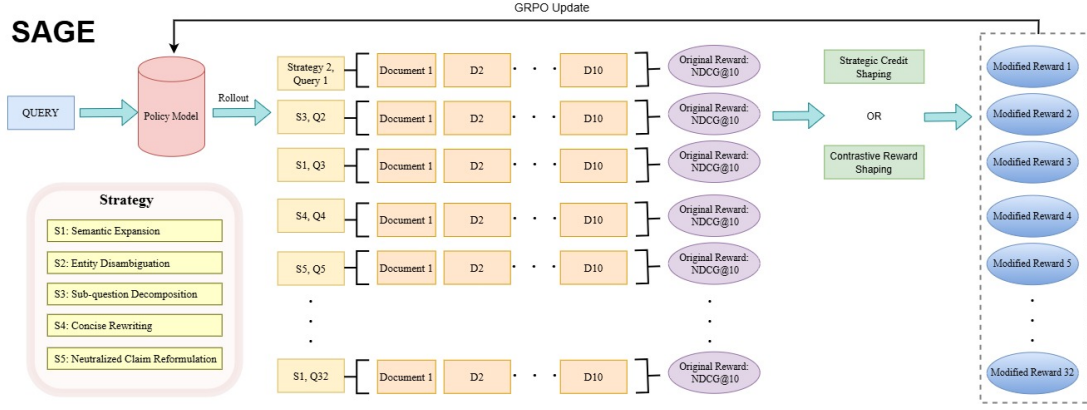 GRPO Update
SAGE
QUERY
Policy Model
Rollout
Strategy 2,
Query 1
Document 1
D2
D10
Original Reward:
NDCG@10
S3, Q2
Document 1
D2
D10
Original Reward:
NDCG@10
S1, Q3
Document 1
D2
D10
Original Reward:
NDCG@10
S4, Q4
Document 1
D2
D10
Original Reward:
NDCG@10
S5, Q5
Document 1
D2
D10
Original Reward:
NDCG@10
S1, Q32
Document 1
D2
D10
Original Reward:
NDCG@10
Strategic Credit
Shaping
OR
Contrastive Reward
Shaping
Modified Reward 1
Modified Reward 2
Modified Reward 3
Modified Reward 4
Modified Reward 5
Modified Reward 32
Strategy
S1: Semantic Expansion
S2: Entity Disambiguation
S3: Sub-question Decomposition
S4: Concise Rewriting
S5: Neutralized Claim Reformulation